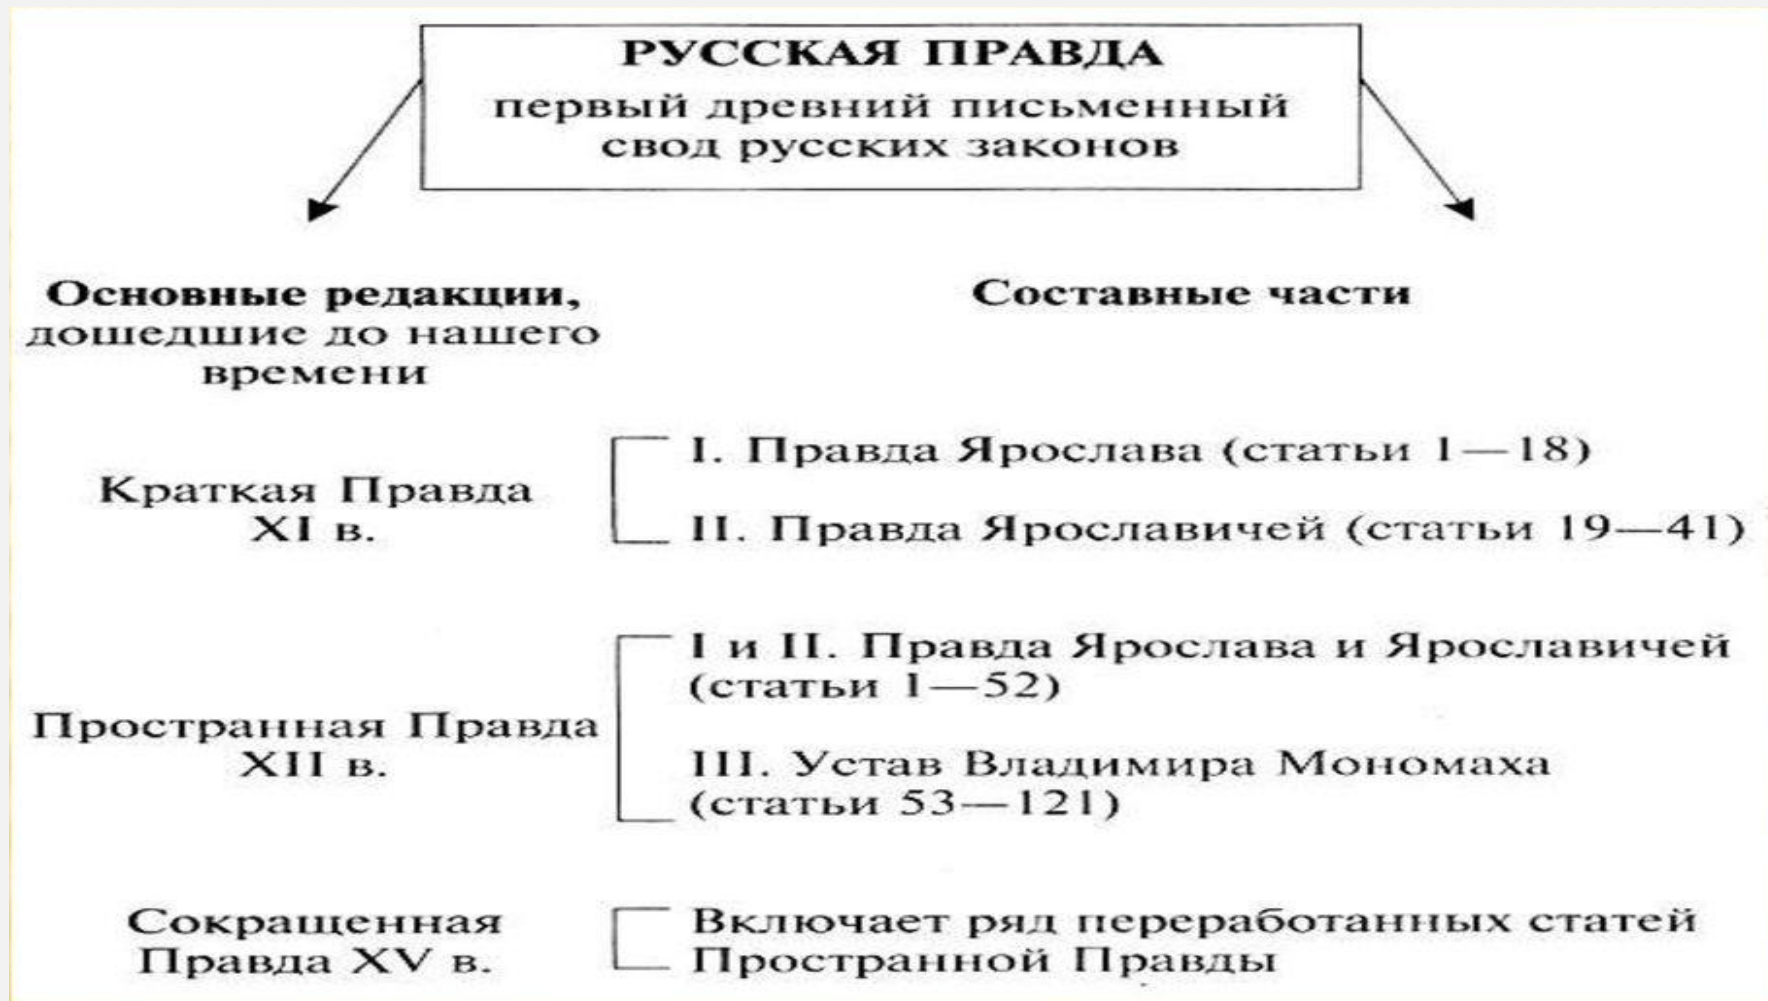 РУССКАЯ ПРАВДА
первый древний письменный
свод русских законов
Основные редакции,
дошедшие до нашего
времени
Составные части
Краткая Правда
XI в.
I. Правда Ярослава (статьи 1—18)
II. Правда Ярославичей (статьи 19—41)
Пространная Правда
XII в.
I и II. Правда Ярослава и Ярославичей
(статьи 1—52)
III. Устав Владимира Мономаха
(статьи 53—121)
Сокращенная
Правда XV в.
Включает ряд переработанных статей
Пространной Правды